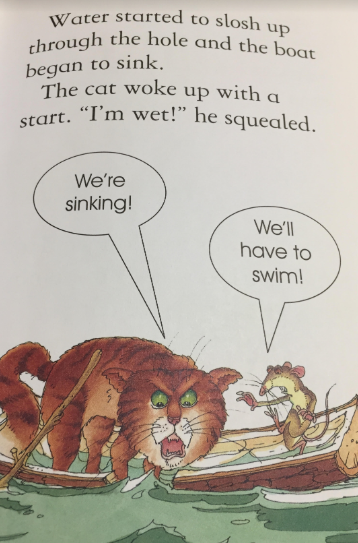 Water started to slosh up
through the hole and the boat
began to sink.
The cat woke up with a
start. “I’m wet!” he squealed.
We’re
sinking!
We’ll
have to
swim!